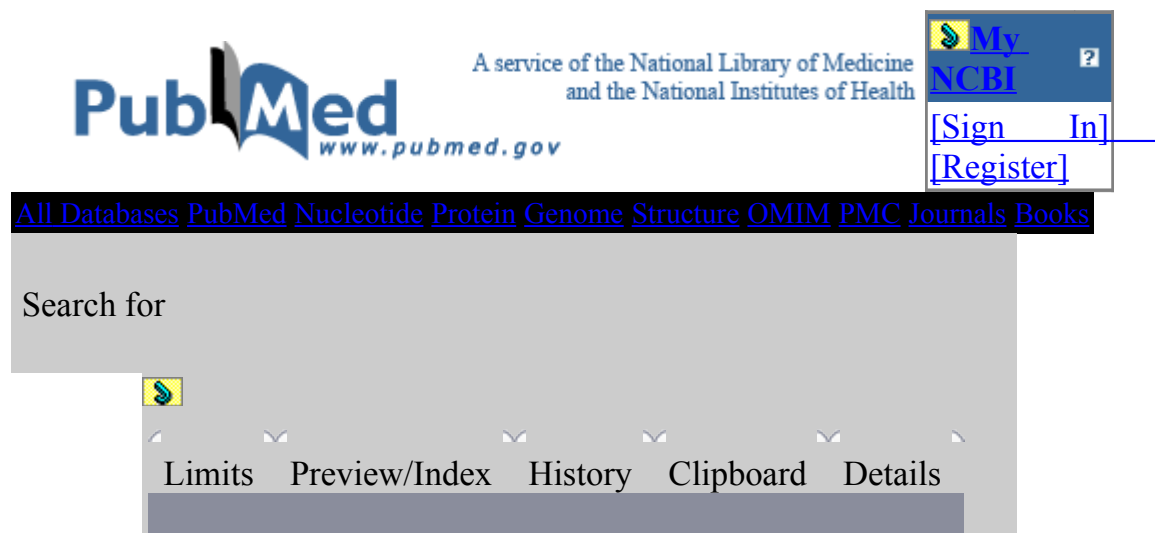 PubMed
www.pubmed.gov
A service of the National Library of Medicine
and the National Institutes of Health
My
NCBI
?
[Sign In]
[Register]
All Databases PubMed Nucleotide Protein Genome Structure OMIM PMC Journals Books
Search for
Limits Preview/Index History Clipboard Details